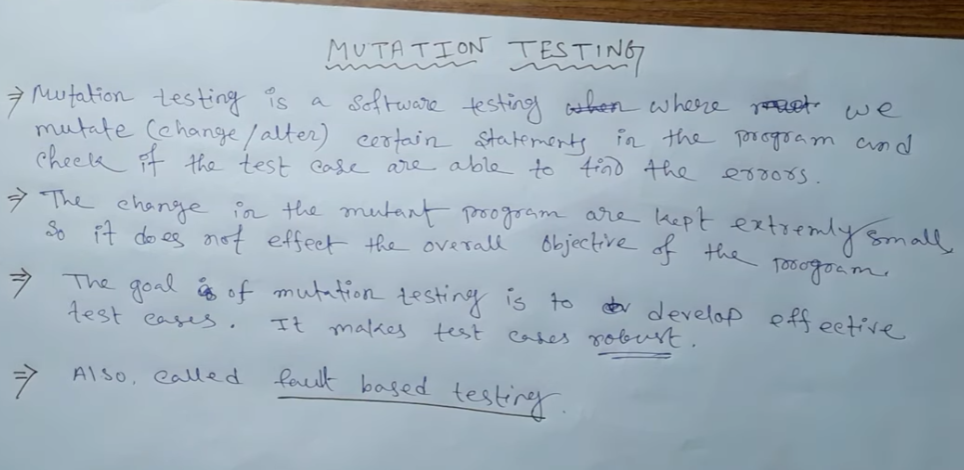 MUTATION TESTING
⇒ Mutation testing is a software testing when where must we
mutate (change/alter) certain statements in the program and
check if the test case are able to find the errors.
⇒ The change in the mutant program are kept extremly small,
So it does not effect the overall Objective of the program.
⇒ The goal is of mutation testing is to develop effective
test cases. It makes test cases robust.
⇒ Also, called fault based testing.